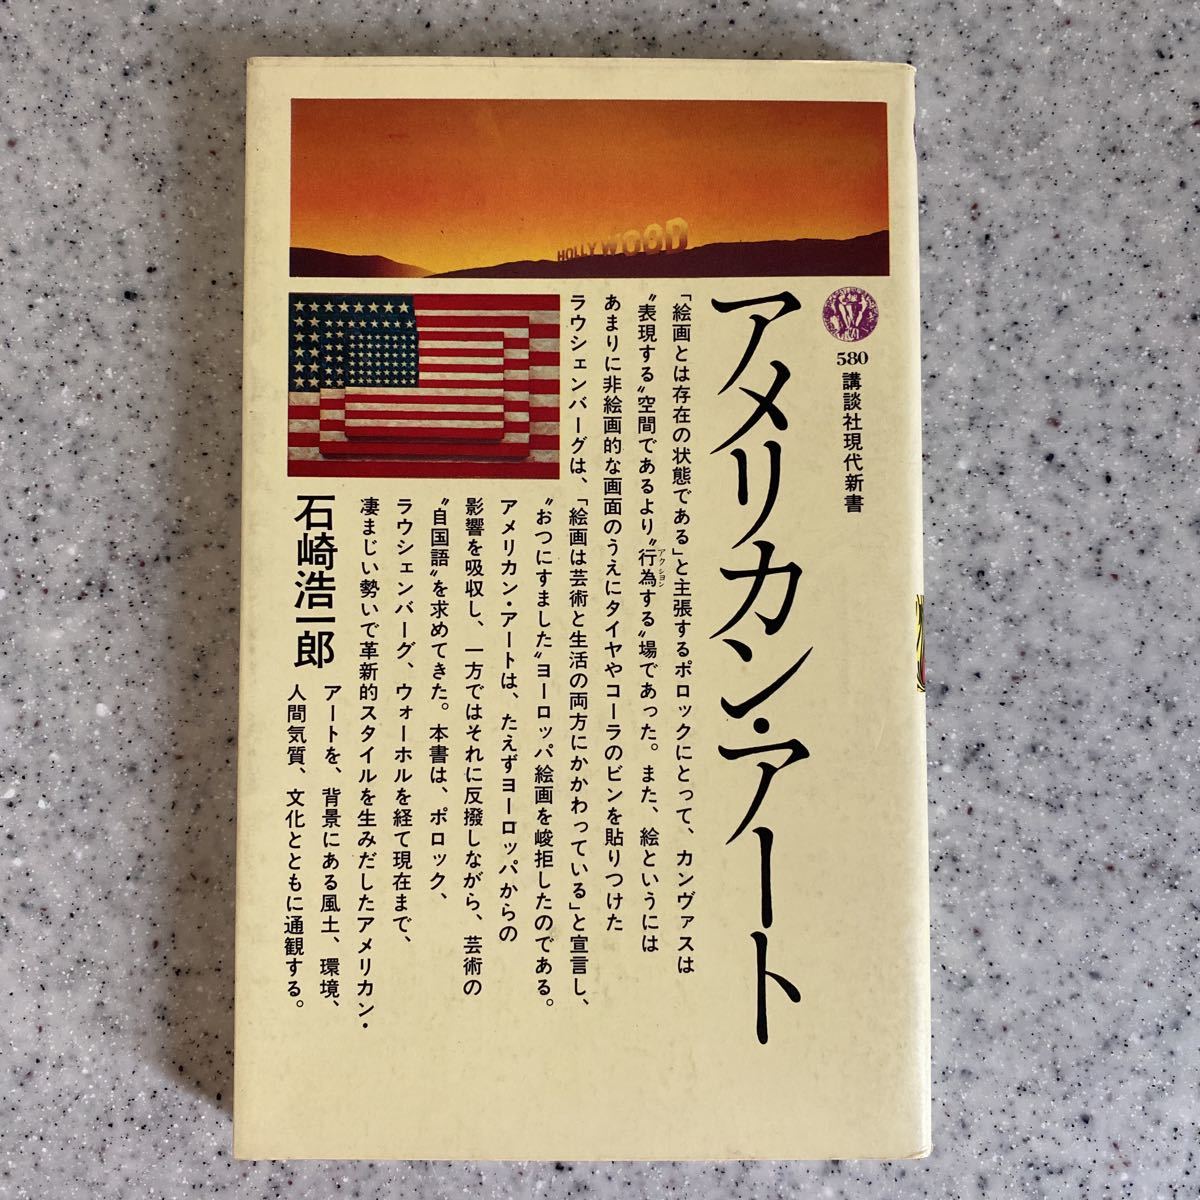 HOLLYWOOD
580
講談社現代新書
アメリカン・アート
「絵画とは存在の状態である」と主張するポロックにとって、カンヴァスは
〝表現する〟空間であるより〝行為する〟場であった。また、絵というには
アクション
あまりに非絵画的な画面のうえにタイヤやコーラのビンを貼りつけた
ラウシェンバーグは、「絵画は芸術と生活の両方にかかわっている」と宣言し、
〝おつにすました〟ヨーロッパ絵画を峻拒したのである。
アメリカン・アートは、たえずヨーロッパからの
影響を吸収し、一方ではそれに反撥しながら、芸術の
〝自国語〟を求めてきた。本書は、ポロック、
ラウシェンバーグ、ウォーホルを経て現在まで、
凄まじい勢いで革新的スタイルを生みだしたアメリカン・
アートを、背景にある風土、環境、
人間気質、文化とともに通観する。
石崎浩一郎